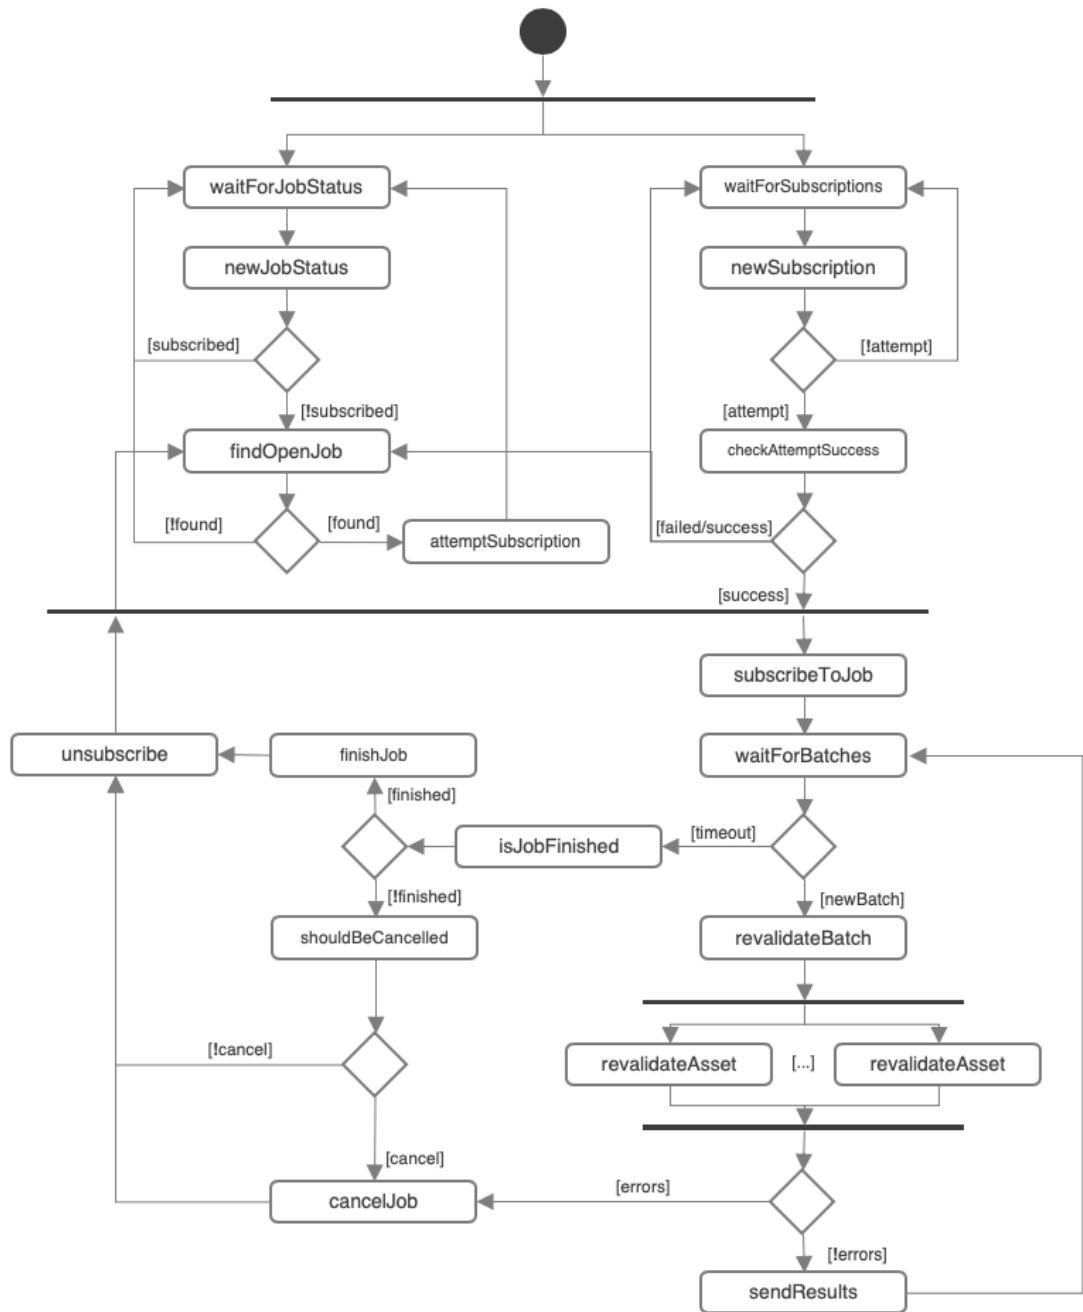 waitForJobStatus
waitForSubscriptions
newJobStatus
newSubscription
[subscribed]
[!attempt]
[!subscribed]
[attempt]
findOpenJob
checkAttemptSuccess
[!found]
[found]
[failed/success]
attemptSubscription
[success]
subscribeToJob
unsubscribe
finishJob
waitForBatches
[finished]
[timeout]
isJobFinished
[!finished]
[newBatch]
shouldBeCancelled
revalidateBatch
[!cancel]
revalidateAsset
[...]
revalidateAsset
[cancel]
[errors]
cancelJob
[!errors]
sendResults